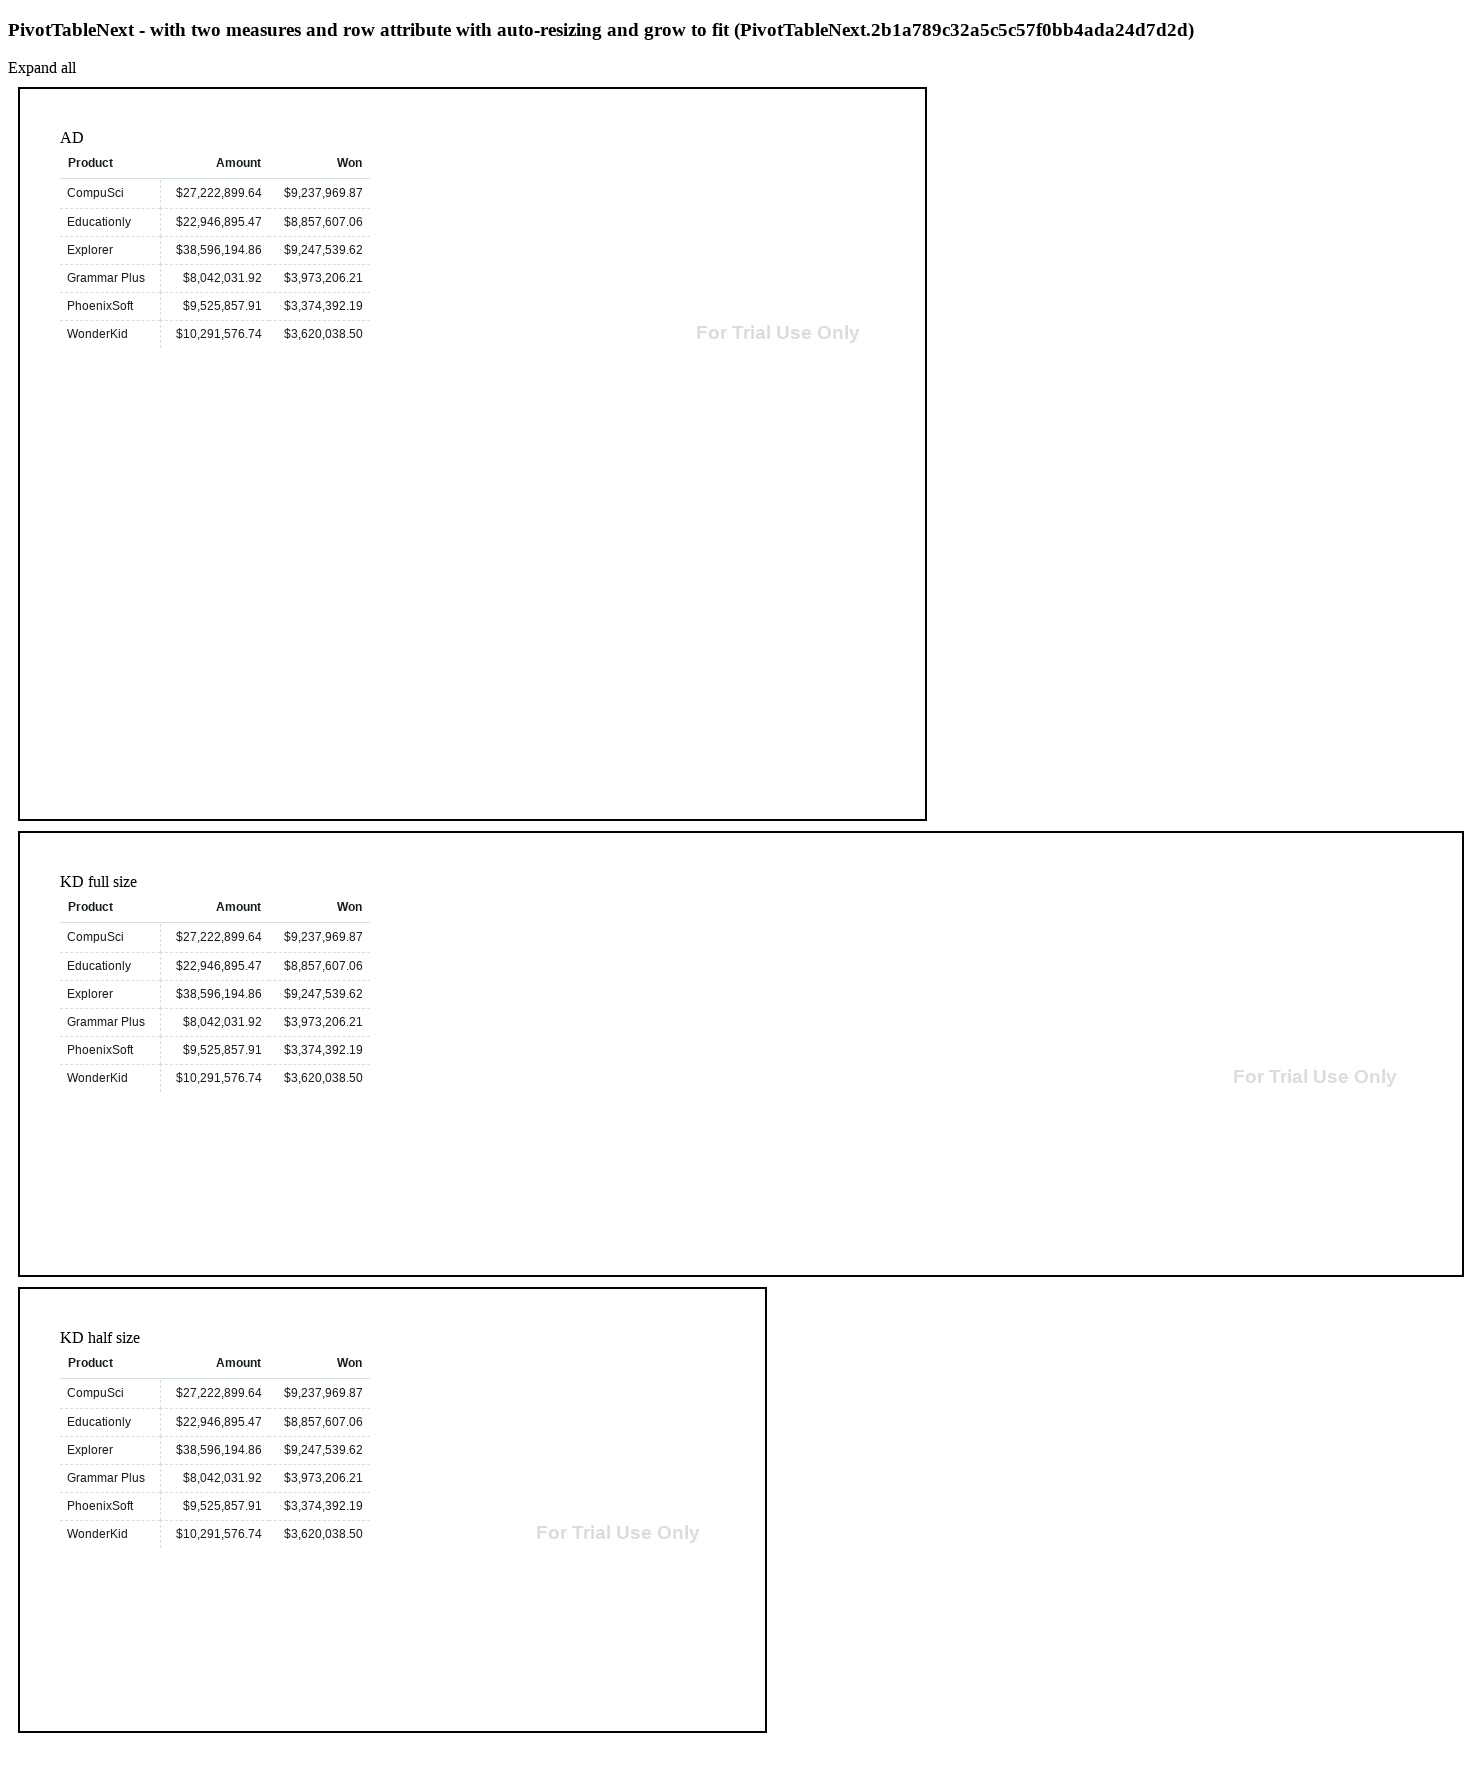 PivotTableNext - with two measures and row attribute with auto-resizing and grow to fit (PivotTableNext.2b1a789c32a5c5c57f0bb4ada24d7d2d)
Expand all
AD
Product Amount Won
CompuSci $27,222,899.64 $9,237,969.87
Educationly $22,946,895.47 $8,857,607.06
Explorer $38,596,194.86 $9,247,539.62
Grammar Plus $8,042,031.92 $3,973,206.21
PhoenixSoft $9,525,857.91 $3,374,392.19
WonderKid $10,291,576.74 $3,620,038.50
For Trial Use Only
KD full size
Product Amount Won
CompuSci $27,222,899.64 $9,237,969.87
Educationly $22,946,895.47 $8,857,607.06
Explorer $38,596,194.86 $9,247,539.62
Grammar Plus $8,042,031.92 $3,973,206.21
PhoenixSoft $9,525,857.91 $3,374,392.19
WonderKid $10,291,576.74 $3,620,038.50
For Trial Use Only
KD half size
Product Amount Won
CompuSci $27,222,899.64 $9,237,969.87
Educationly $22,946,895.47 $8,857,607.06
Explorer $38,596,194.86 $9,247,539.62
Grammar Plus $8,042,031.92 $3,973,206.21
PhoenixSoft $9,525,857.91 $3,374,392.19
WonderKid $10,291,576.74 $3,620,038.50
For Trial Use Only